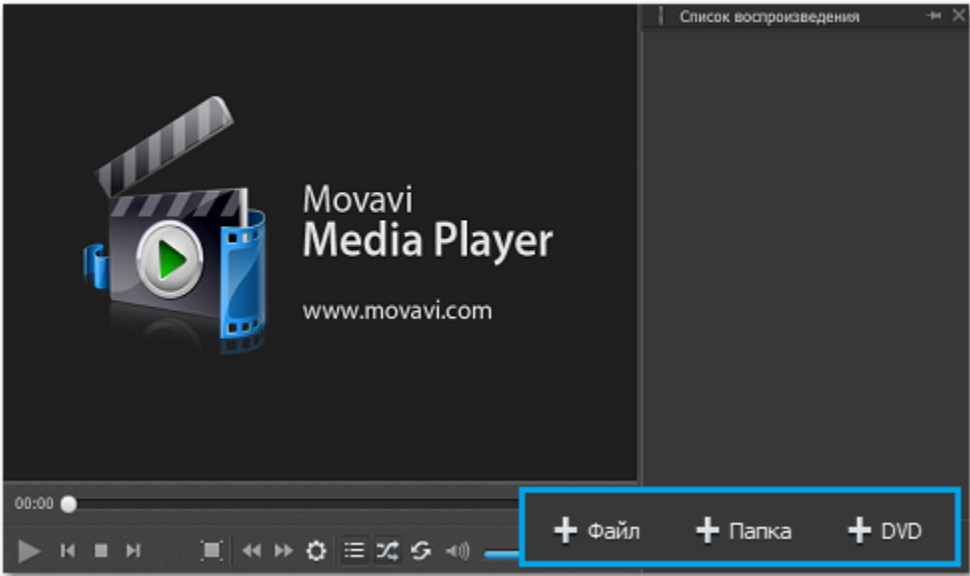 Список воспроизведения
Movavi
Media Player
www.movavi.com
00:00
Файл
Папка
DVD